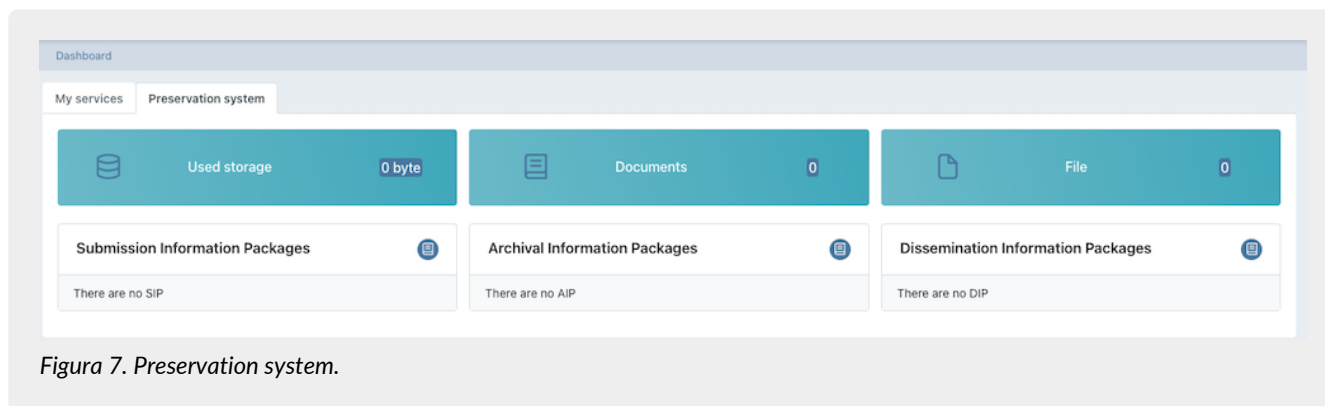 Dashboard
My services Preservation system
Used storage 0 byte Documents 0 File 0
Submission Information Packages Archival Information Packages Dissemination Information Packages
There are no SIP There are no AIP There are no DIP
Figura 7. Preservation system.